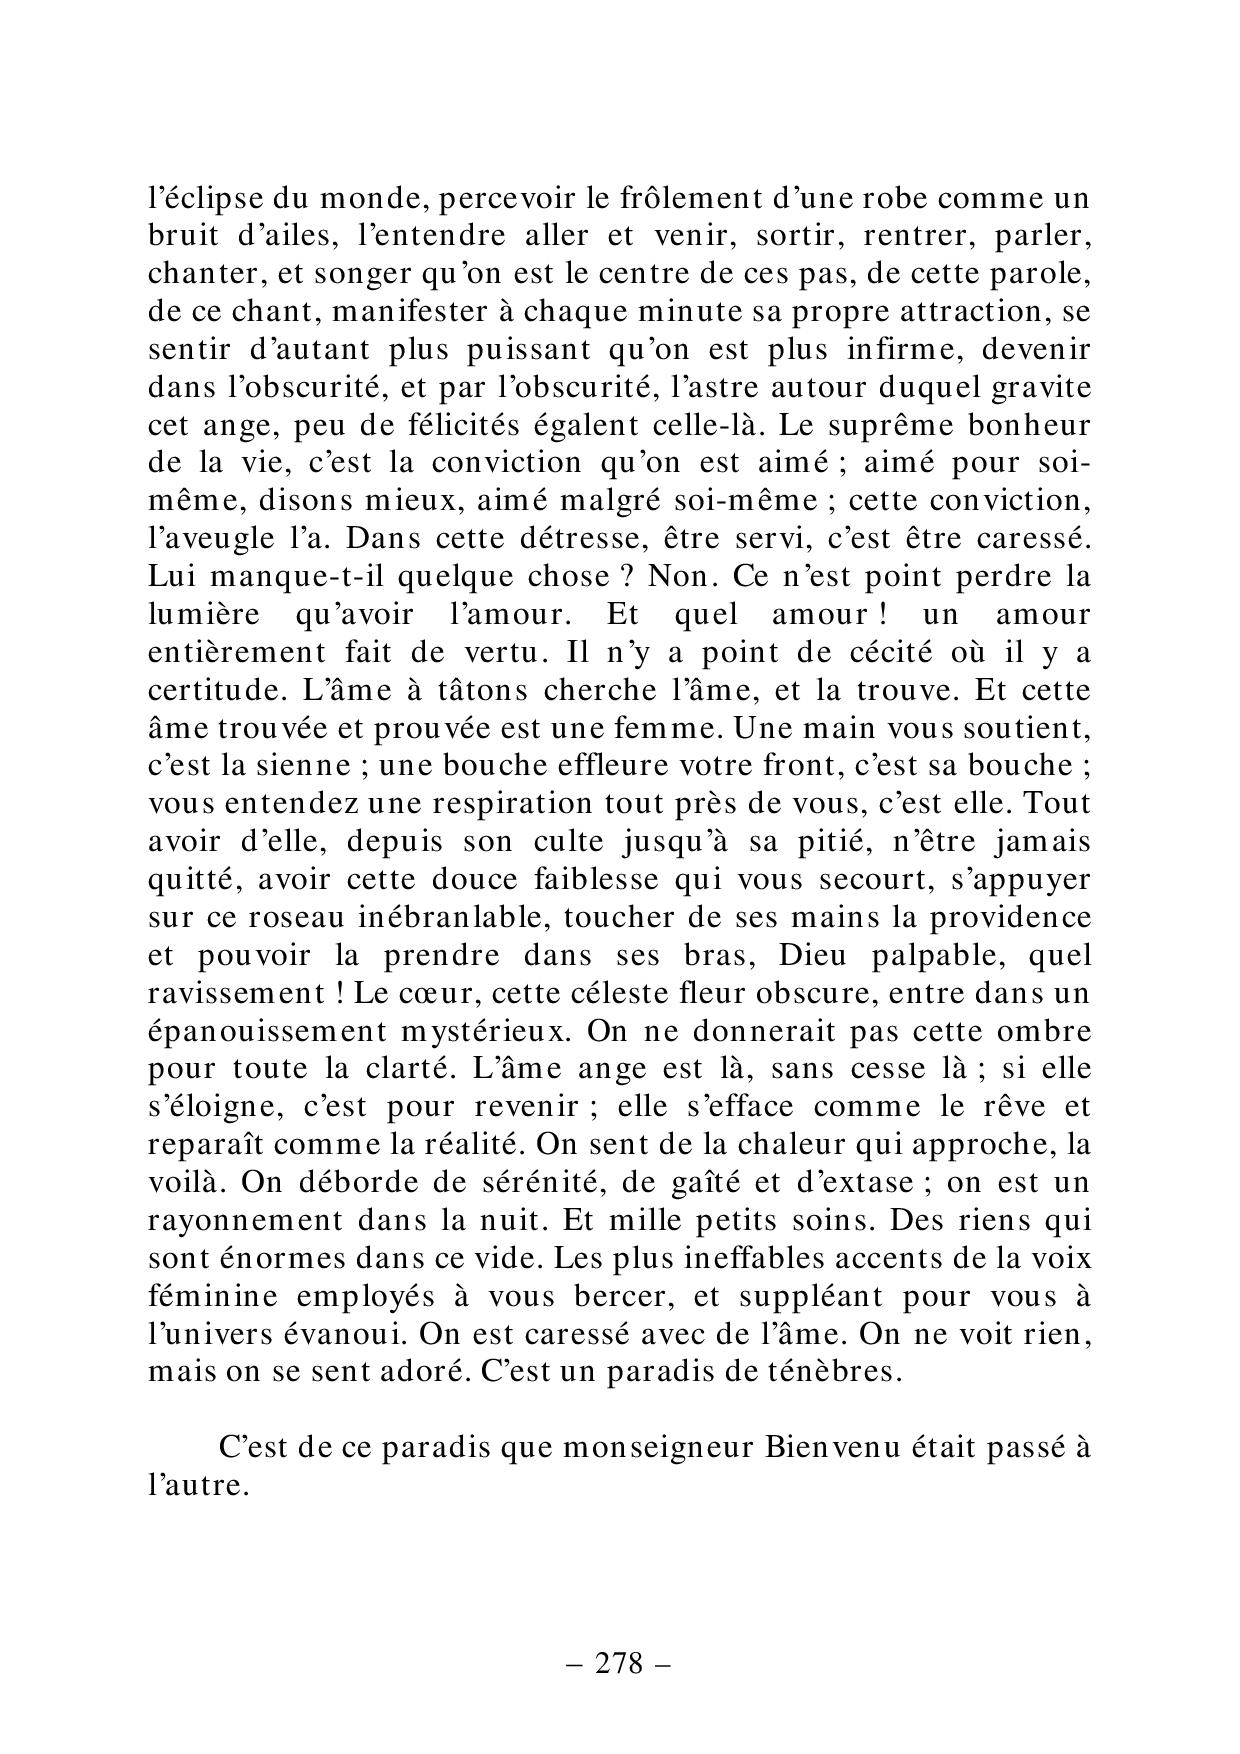 l’éclipse du monde, percevoir le frôlement d’une robe comme un
bruit d’ailes, l’entendre aller et venir, sortir, rentrer, parler,
chanter, et songer qu’on est le centre de ces pas, de cette parole,
de ce chant, manifester à chaque minute sa propre attraction, se
sentir d’autant plus puissant qu’on est plus infirme, devenir
dans l’obscurité, et par l’obscurité, l’astre autour duquel gravite
cet ange, peu de félicités égalent celle-là. Le suprême bonheur
de la vie, c’est la conviction qu’on est aimé ; aimé pour soi-
même, disons mieux, aimé malgré soi-même ; cette conviction,
l’aveugle l’a. Dans cette détresse, être servi, c’est être caressé.
Lui manque-t-il quelque chose ? Non. Ce n’est point perdre la
lumière qu’avoir l’amour. Et quel amour ! un amour
entièrement fait de vertu. Il n’y a point de cécité où il y a
certitude. L’âme à tâtons cherche l’âme, et la trouve. Et cette
âme trouvée et prouvée est une femme. Une main vous soutient,
c’est la sienne ; une bouche effleure votre front, c’est sa bouche ;
vous entendez une respiration tout près de vous, c’est elle. Tout
avoir d’elle, depuis son culte jusqu’à sa pitié, n’être jamais
quitté, avoir cette douce faiblesse qui vous secourt, s’appuyer
sur ce roseau inébranlable, toucher de ses mains la providence
et pouvoir la prendre dans ses bras, Dieu palpable, quel
ravissement ! Le cœur, cette céleste fleur obscure, entre dans un
épanouissement mystérieux. On ne donnerait pas cette ombre
pour toute la clarté. L’âme ange est là, sans cesse là ; si elle
s’éloigne, c’est pour revenir ; elle s’efface comme le rêve et
reparaît comme la réalité. On sent de la chaleur qui approche, la
voilà. On déborde de sérénité, de gaîté et d’extase ; on est un
rayonnement dans la nuit. Et mille petits soins. Des riens qui
sont énormes dans ce vide. Les plus ineffables accents de la voix
féminine employés à vous bercer, et suppléant pour vous à
l’univers évanoui. On est caressé avec de l’âme. On ne voit rien,
mais on se sent adoré. C’est un paradis de ténèbres.
C’est de ce paradis que monseigneur Bienvenu était passé à
l’autre.
– 278 –